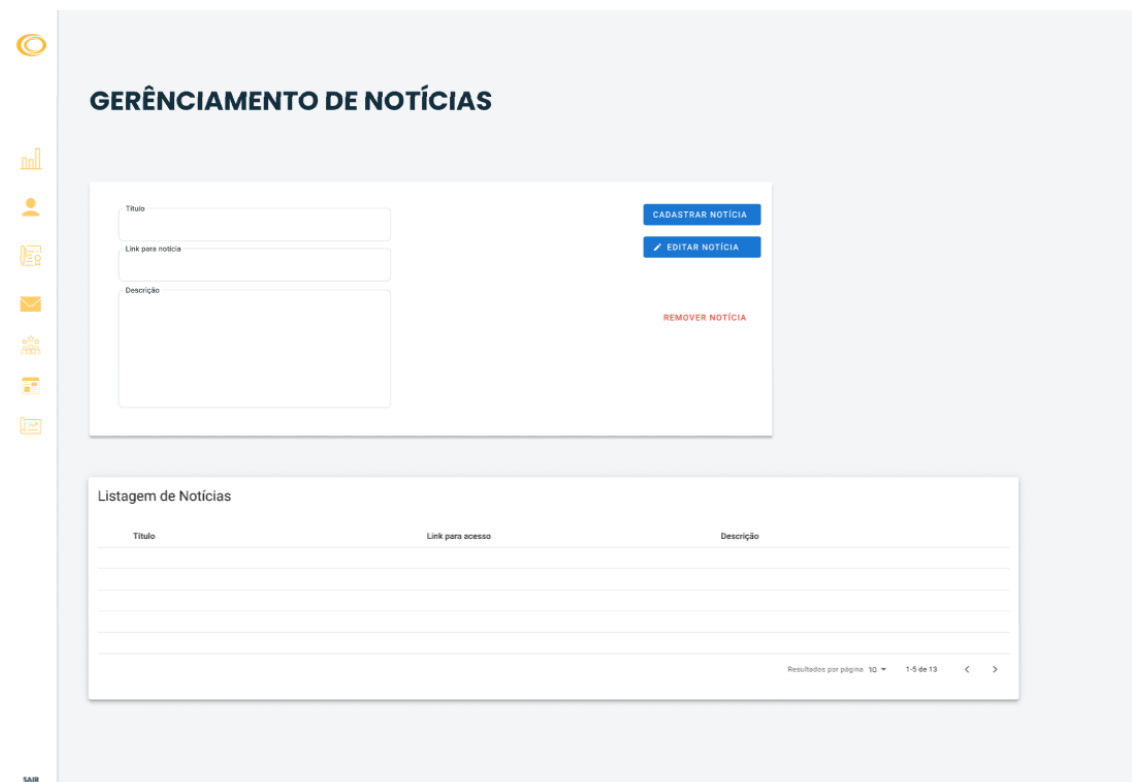 GERÊNCIAMENTO DE NOTÍCIAS
Título
CADASTRAR NOTÍCIA
Link para notícia
EDITAR NOTÍCIA
Descrição
REMOVER NOTÍCIA
Listagem de Notícias
Título Link para acesso Descrição
Resultados por página 10 1-5 de 13
SAIR